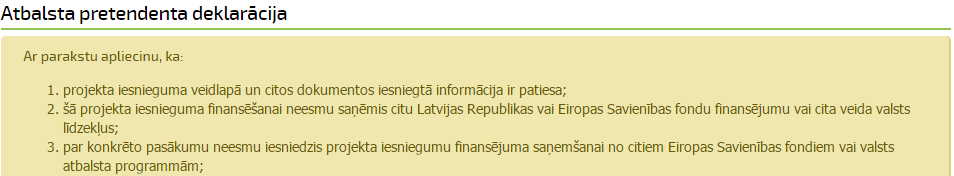 Atbalsta pretendenta deklarācija
Ar parakstu apliecinu, ka:
1. projekta iesnieguma veidlapā un citos dokumentos iesniegtā informācija ir patiesa;
2. šā projekta iesnieguma finansēšanai neesmu saņēmis citu Latvijas Republikas vai Eiropas Savienības fondu finansējumu vai cita veida valsts
līdzekļus;
3. par konkrēto pasākumu neesmu iesniedzis projekta iesniegumu finansējuma saņemšanai no citiem Eiropas Savienības fondiem vai valsts
atbalsta programmām;